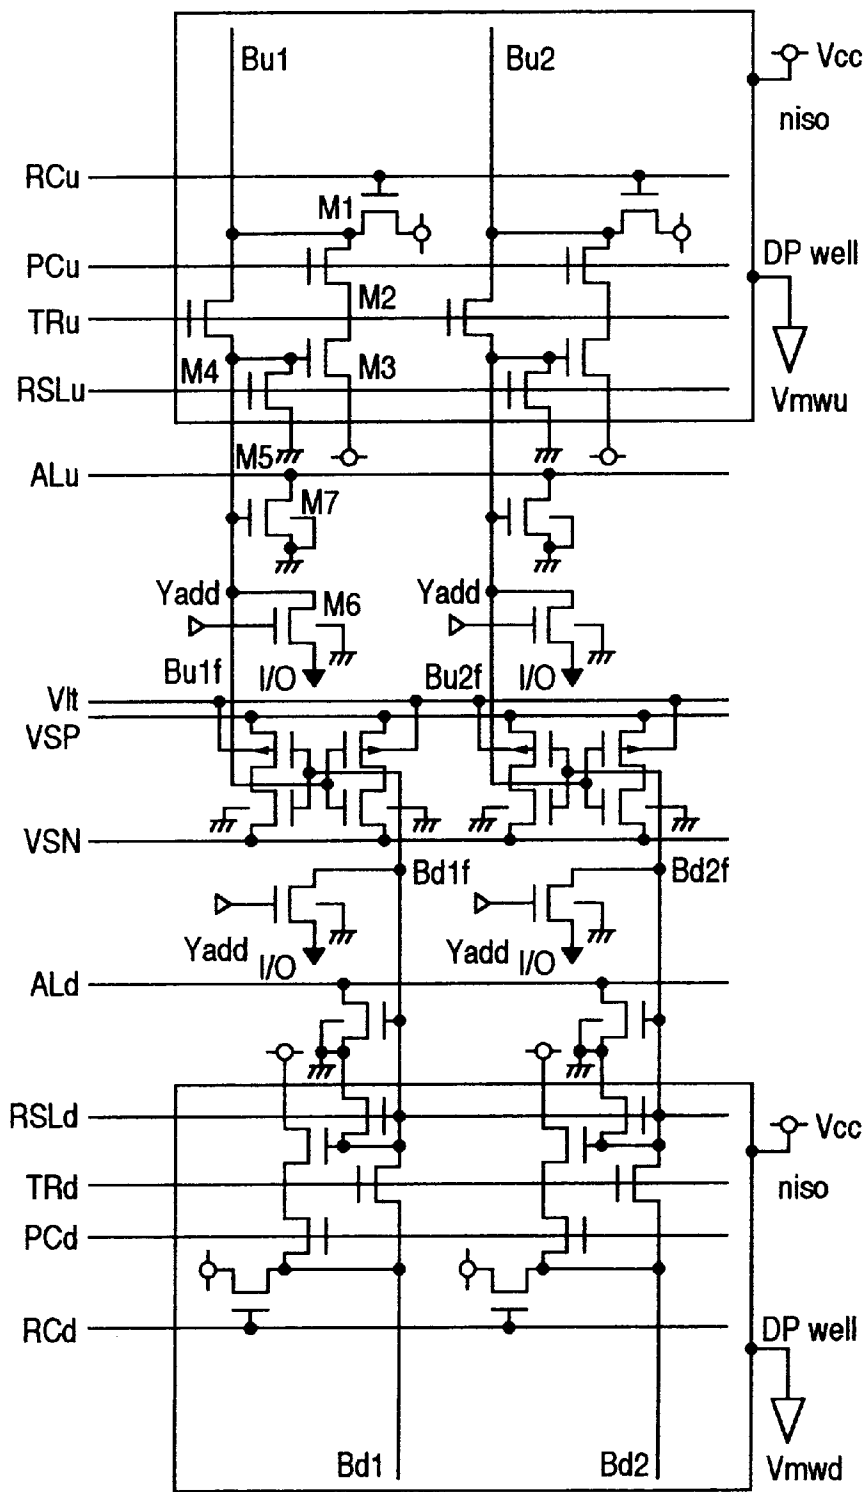 Bu1 Bu2 Vcc
niso
RCu
M1
DP well
PCu
M2
TRu
M4 M3
RSLu Vmwu
M5
ALu
M7
Yadd M6 Yadd
Bu1f I/O Bu2f I/O
Vlt
VSP
VSN
Bd1f Bd2f
Yadd I/O Yadd I/O
ALd
RSLd Vcc
TRd niso
PCd
RCd DP well
Bd1 Bd2 Vmwd